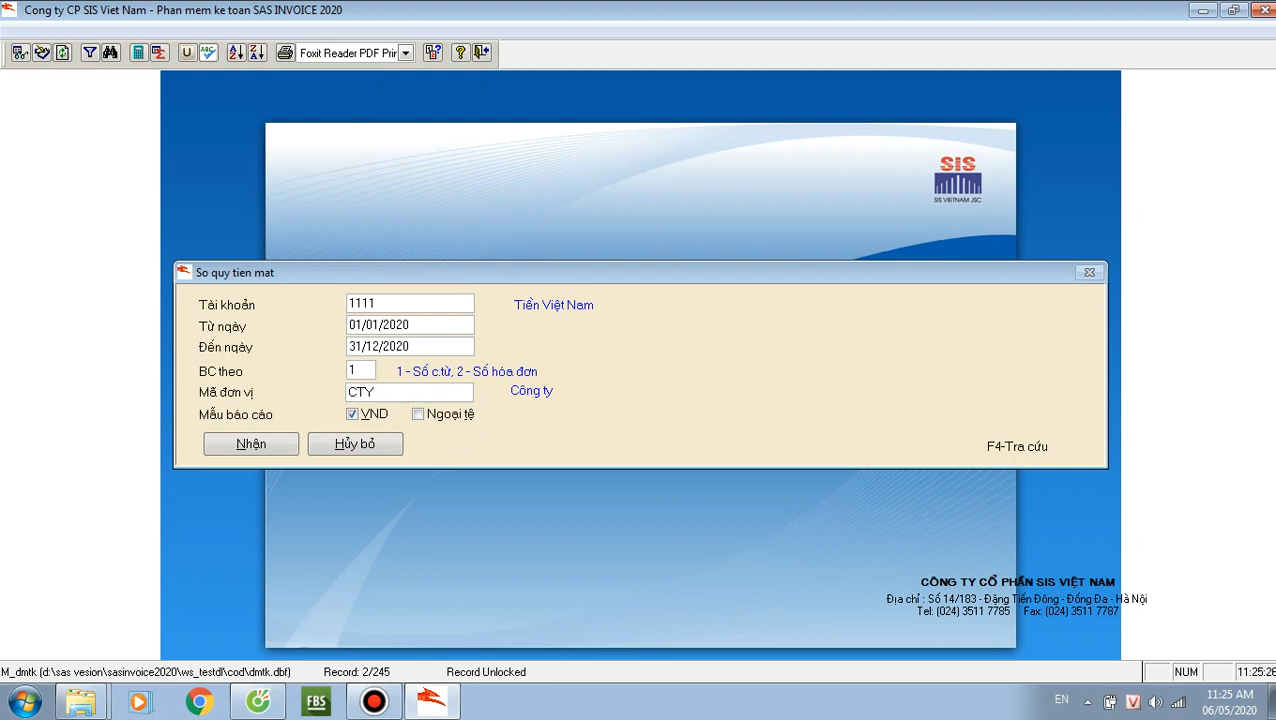 Cong ty CP SIS Viet Nam - Phan mem ke toan SAS INVOICE 2020
U ABC A Z Z A Foxit Reader PDF Prir
SIS
SIS VIETNAM JSC
So quy tien mat
Tài khoản 1111 Tiền Việt Nam
Từ ngày 01/01/2020
Đến ngày 31/12/2020
BC theo 1 1 - Số c.từ, 2 - Số hóa đơn
Mã đơn vị CTY Công ty
Mẫu báo cáo VND Ngoại tệ
Nhận Hủy bỏ F4-Tra cứu
CÔNG TY CỔ PHẤN SIS VIỆT NAM
Địa chỉ : Số 14/183 - Đặng Tiến Đông - Đống Đa - Hà Nội
Tel: (024) 3511 7785 Fax: (024) 3511 7787
M_dmtk (d:\sas vesion\sasinvoice2020\ws_testdl\cod\dmtk.dbf) Record: 2/245 Record Unlocked NUM 11:25:26
FBS EN V 11:25 AM
06/05/2020